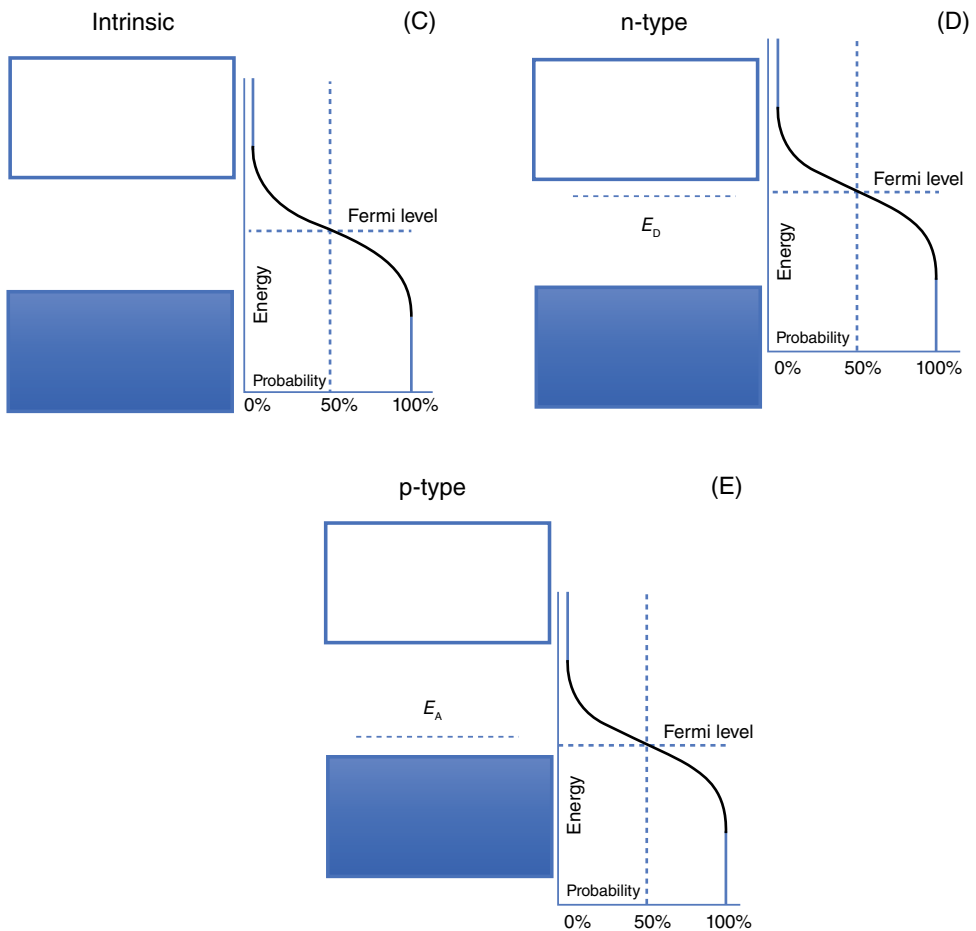 Intrinsic
(C)
Fermi level
Energy
Probability
0%
50%
100%
n-type
(D)
Fermi level
E_D
Energy
Probability
0%
50%
100%
p-type
(E)
E_A
Fermi level
Energy
Probability
0%
50%
100%